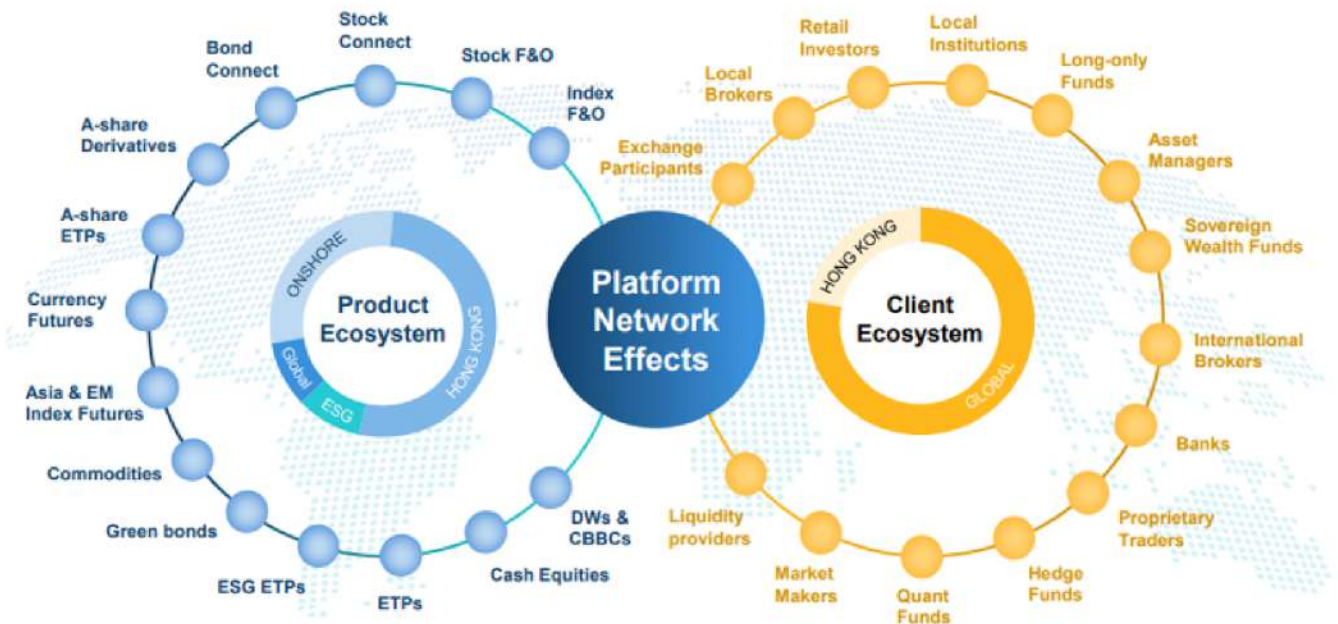 Stock
Connect
Bond
Connect
Stock F&O
Index
F&O
A-share
Derivatives
A-share
ETPs
Currency
Futures
Asia & EM
Index Futures
Commodities
Green bonds
ESG ETPs
ETPs
Cash Equities
DWs &
CBBCs
ONSHORE
HONG KONG
Global
ESG
Product
Ecosystem
Platform
Network
Effects
Exchange
Participants
Local
Brokers
Retail
Investors
Local
Institutions
Long-only
Funds
Asset
Managers
Sovereign
Wealth Funds
International
Brokers
Banks
Proprietary
Traders
Hedge
Funds
Quant
Funds
Market
Makers
Liquidity
providers
HONG KONG
GLOBAL
Client
Ecosystem